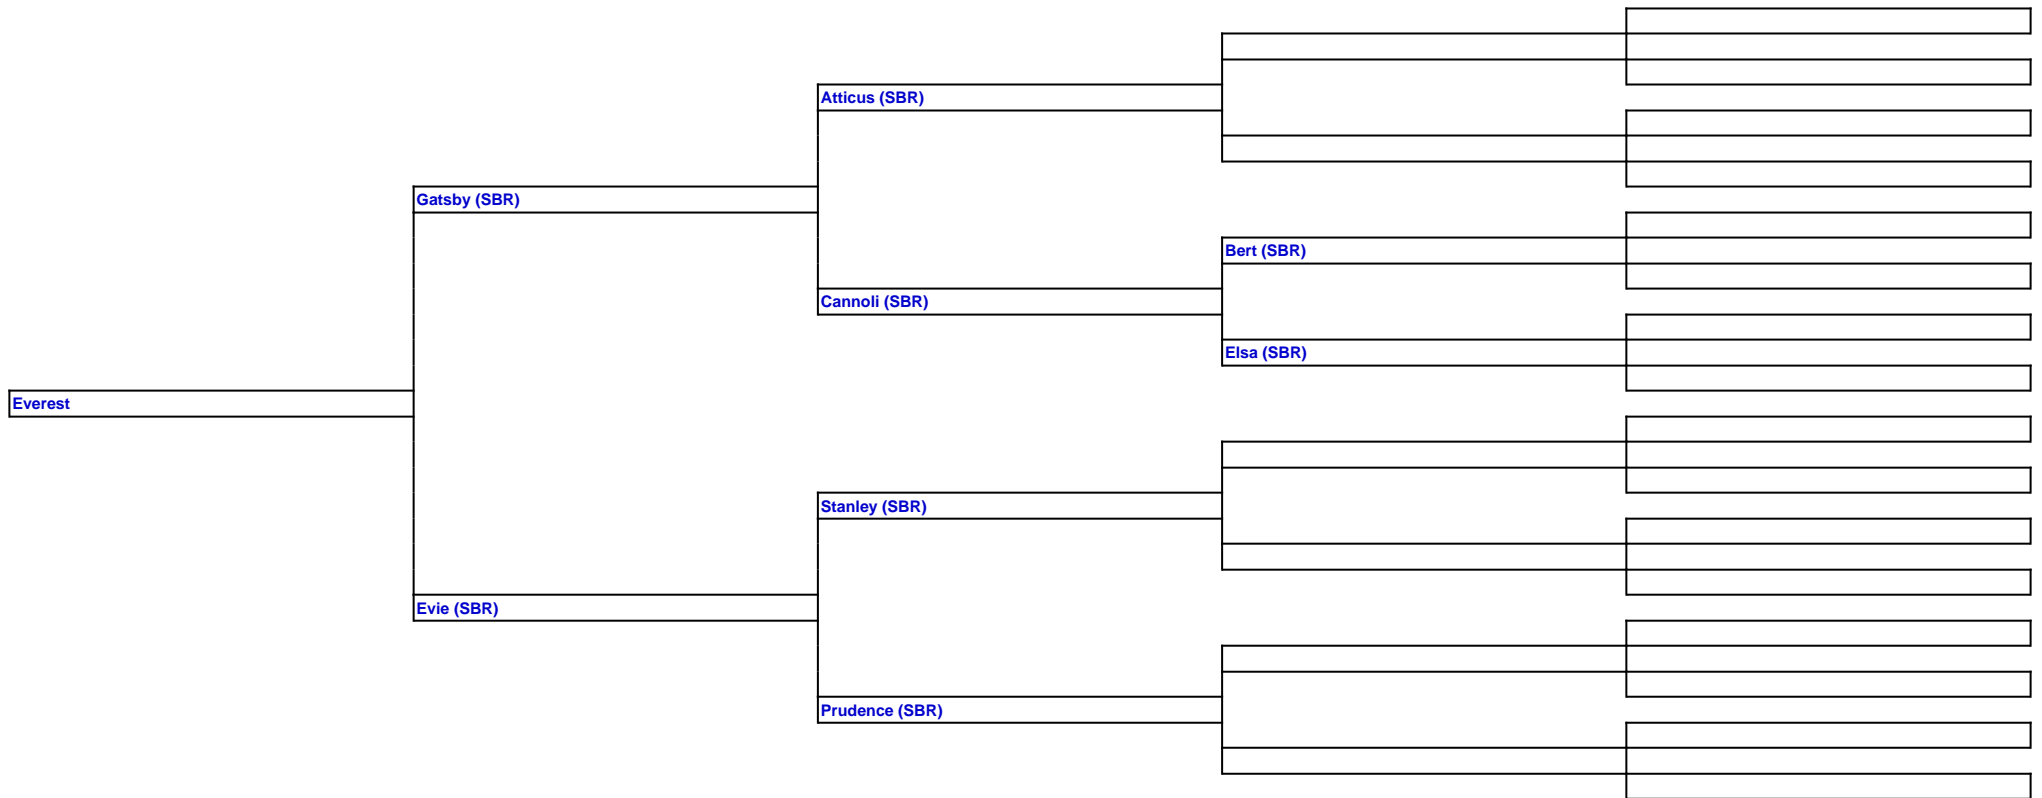 Atticus (SBR)
Gatsby (SBR)
Bert (SBR)
Cannoli (SBR)
Elsa (SBR)
Everest
Stanley (SBR)
Evie (SBR)
Prudence (SBR)